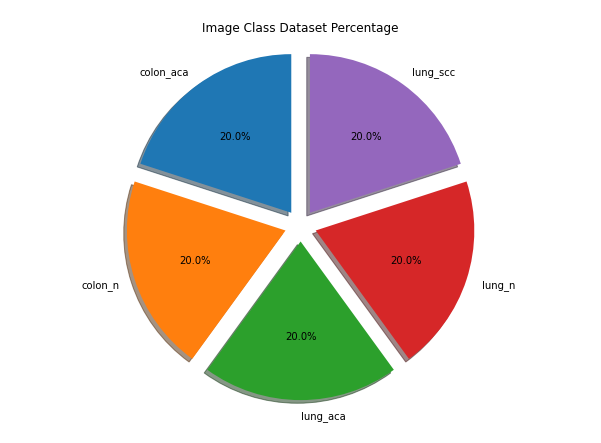 Image Class Dataset Percentage
colon_aca
lung_scc
20.0%
20.0%
20.0%
20.0%
colon_n
lung_n
20.0%
lung_aca